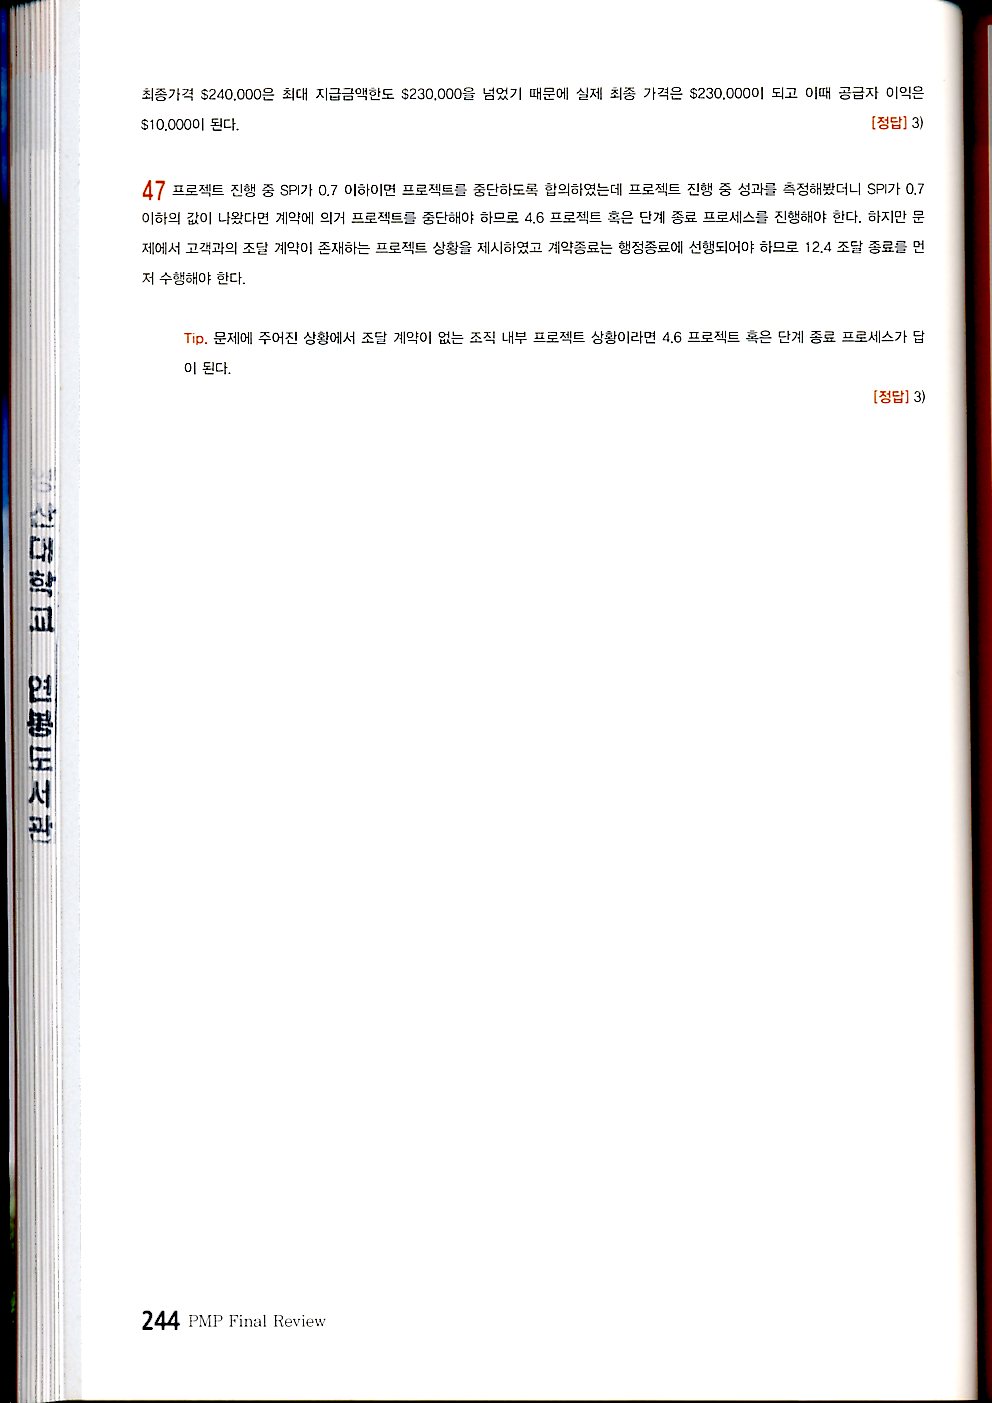 최종가격 $240,000은 최대 지급금액한도 $230,000을 넘었기 때문에 실제 최종 가격은 $230,000이 되고 이때 공급자 이익은
$10,000이 된다. [정답] 3)
47 프로젝트 진행 중 SPI가 0.7 이하이면 프로젝트를 중단하도록 합의하였는데 프로젝트 진행 중 성과를 측정해봤더니 SPI가 0.7
이하의 값이 나왔다면 계약에 의거 프로젝트를 중단해야 하므로 4.6 프로젝트 혹은 단계 종료 프로세스를 진행해야 한다. 하지만 문
제에서 고객과의 조달 계약이 존재하는 프로젝트 상황을 제시하였고 계약종료는 행정종료에 선행되어야 하므로 12.4 조달 종료를 먼
저 수행해야 한다.
Tip. 문제에 주어진 상황에서 조달 계약이 없는 조직 내부 프로젝트 상황이라면 4.6 프로젝트 혹은 단계 종료 프로세스가 답
이 된다.
[정답] 3)
산대학교 연봉도서관
244 PMP Final Review